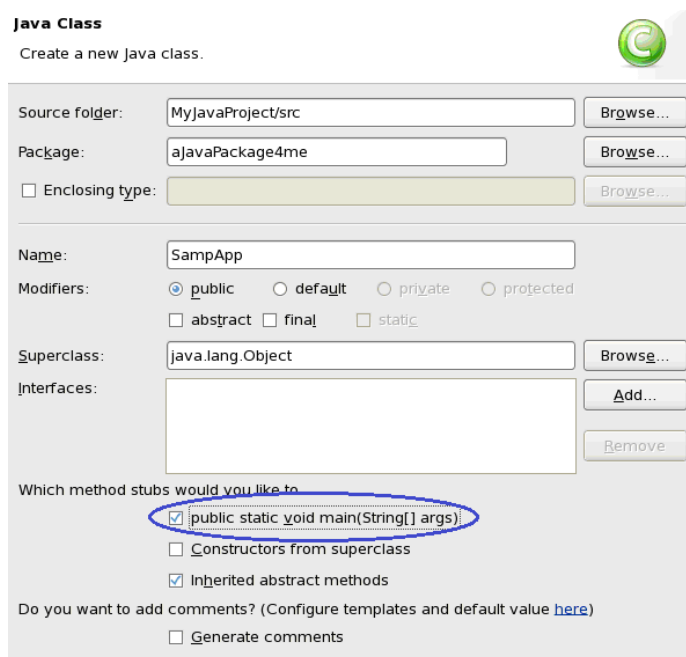 Java Class
Create a new Java class.
Source folder: MyJavaProject/src Browse...
Package: aJavaPackage4me Browse...
Enclosing type: Browse...
Name: SampApp
Modifiers: public default private protected
abstract final static
Superclass: java.lang.Object Browse...
Interfaces: Add...
Remove
Which method stubs would you like to
public static void main(String[] args)
Constructors from superclass
Inherited abstract methods
Do you want to add comments? (Configure templates and default value here)
Generate comments